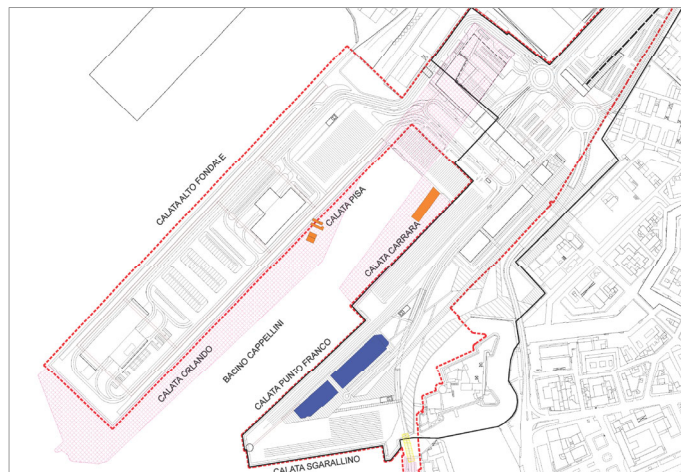 CALATA ALTO FONDALE
CALATA PISA
CALATA CARRARA
CALATA ORLANDO
BACINO CAPPELLINI
CALATA PUNTO FRANCO
CALATA SGARALLINO